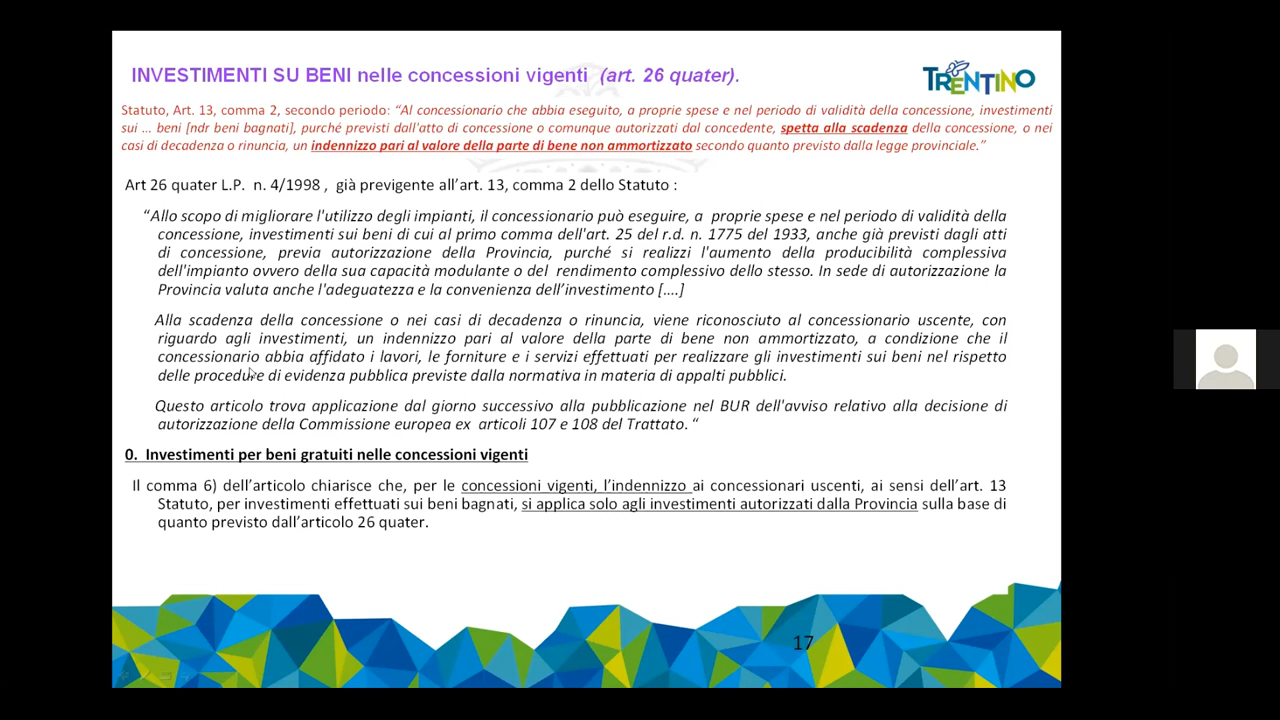 INVESTIMENTI SU BENI nelle concessioni vigenti (art. 26 quater).
TRENTINO
Statuto, Art. 13, comma 2, secondo periodo: “Al concessionario che abbia eseguito, a proprie spese e nel periodo di validità della concessione, investimenti
sui ... beni [ndr beni bagnati], purché previsti dall'atto di concessione o comunque autorizzati dal concedente, spetta alla scadenza della concessione, o nei
casi di decadenza o rinuncia, un indennizzo pari al valore della parte di bene non ammortizzato secondo quanto previsto dalla legge provinciale.”
Art 26 quater L.P. n. 4/1998 , già previgente all’art. 13, comma 2 dello Statuto :
“Allo scopo di migliorare l'utilizzo degli impianti, il concessionario può eseguire, a proprie spese e nel periodo di validità della
concessione, investimenti sui beni di cui al primo comma dell'art. 25 del r.d. n. 1775 del 1933, anche già previsti dagli atti
di concessione, previa autorizzazione della Provincia, purché si realizzi l'aumento della producibilità complessiva
dell'impianto ovvero della sua capacità modulante o del rendimento complessivo dello stesso. In sede di autorizzazione la
Provincia valuta anche l'adeguatezza e la convenienza dell’investimento [....]
Alla scadenza della concessione o nei casi di decadenza o rinuncia, viene riconosciuto al concessionario uscente, con
riguardo agli investimenti, un indennizzo pari al valore della parte di bene non ammortizzato, a condizione che il
concessionario abbia affidato i lavori, le forniture e i servizi effettuati per realizzare gli investimenti sui beni nel rispetto
delle procedure di evidenza pubblica previste dalla normativa in materia di appalti pubblici.
Questo articolo trova applicazione dal giorno successivo alla pubblicazione nel BUR dell'avviso relativo alla decisione di
autorizzazione della Commissione europea ex articoli 107 e 108 del Trattato. “
0. Investimenti per beni gratuiti nelle concessioni vigenti
Il comma 6) dell’articolo chiarisce che, per le concessioni vigenti, l’indennizzo ai concessionari uscenti, ai sensi dell’art. 13
Statuto, per investimenti effettuati sui beni bagnati, si applica solo agli investimenti autorizzati dalla Provincia sulla base di
quanto previsto dall’articolo 26 quater.
17